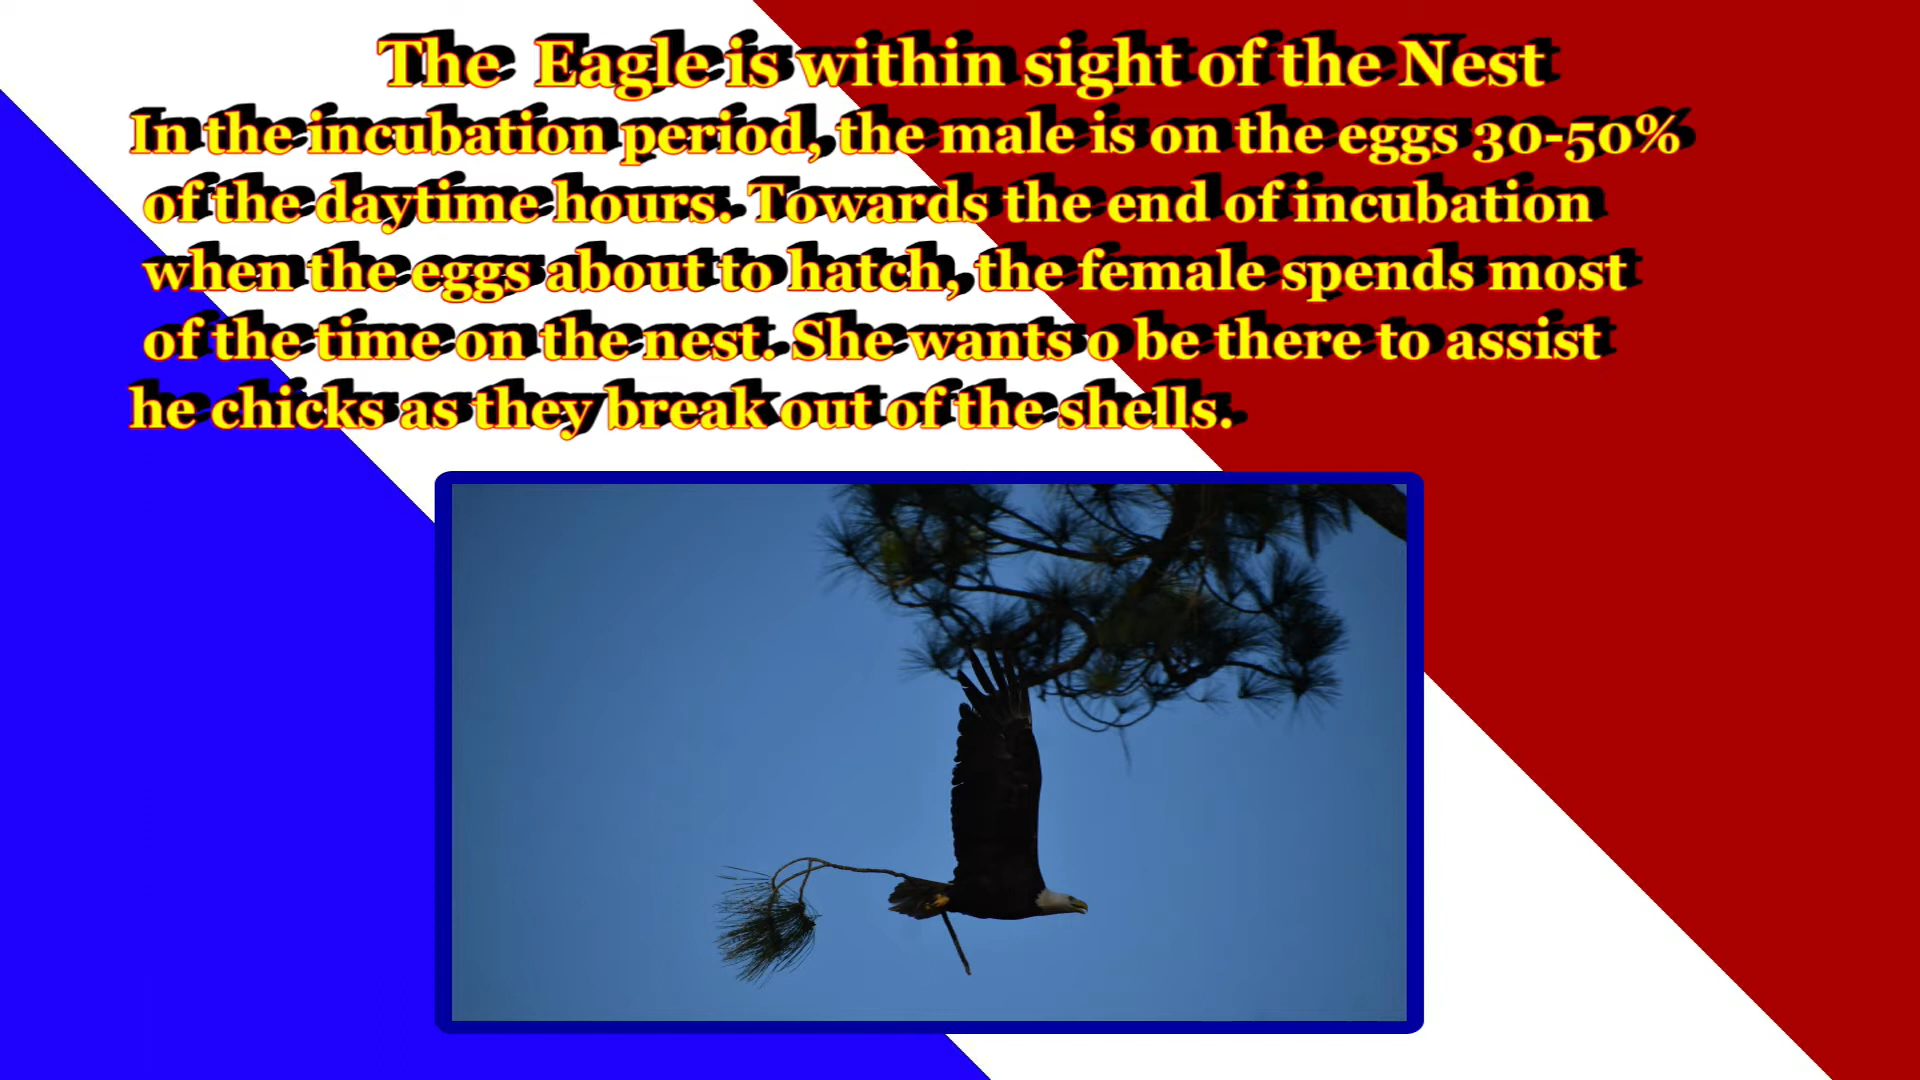 The Eagle is within sight of the Nest
In the incubation period, the male is on the eggs 30-50%
of the daytime hours. Towards the end of incubation
when the eggs about to hatch, the female spends most
of the time on the nest. She wants o be there to assist
he chicks as they break out of the shells.